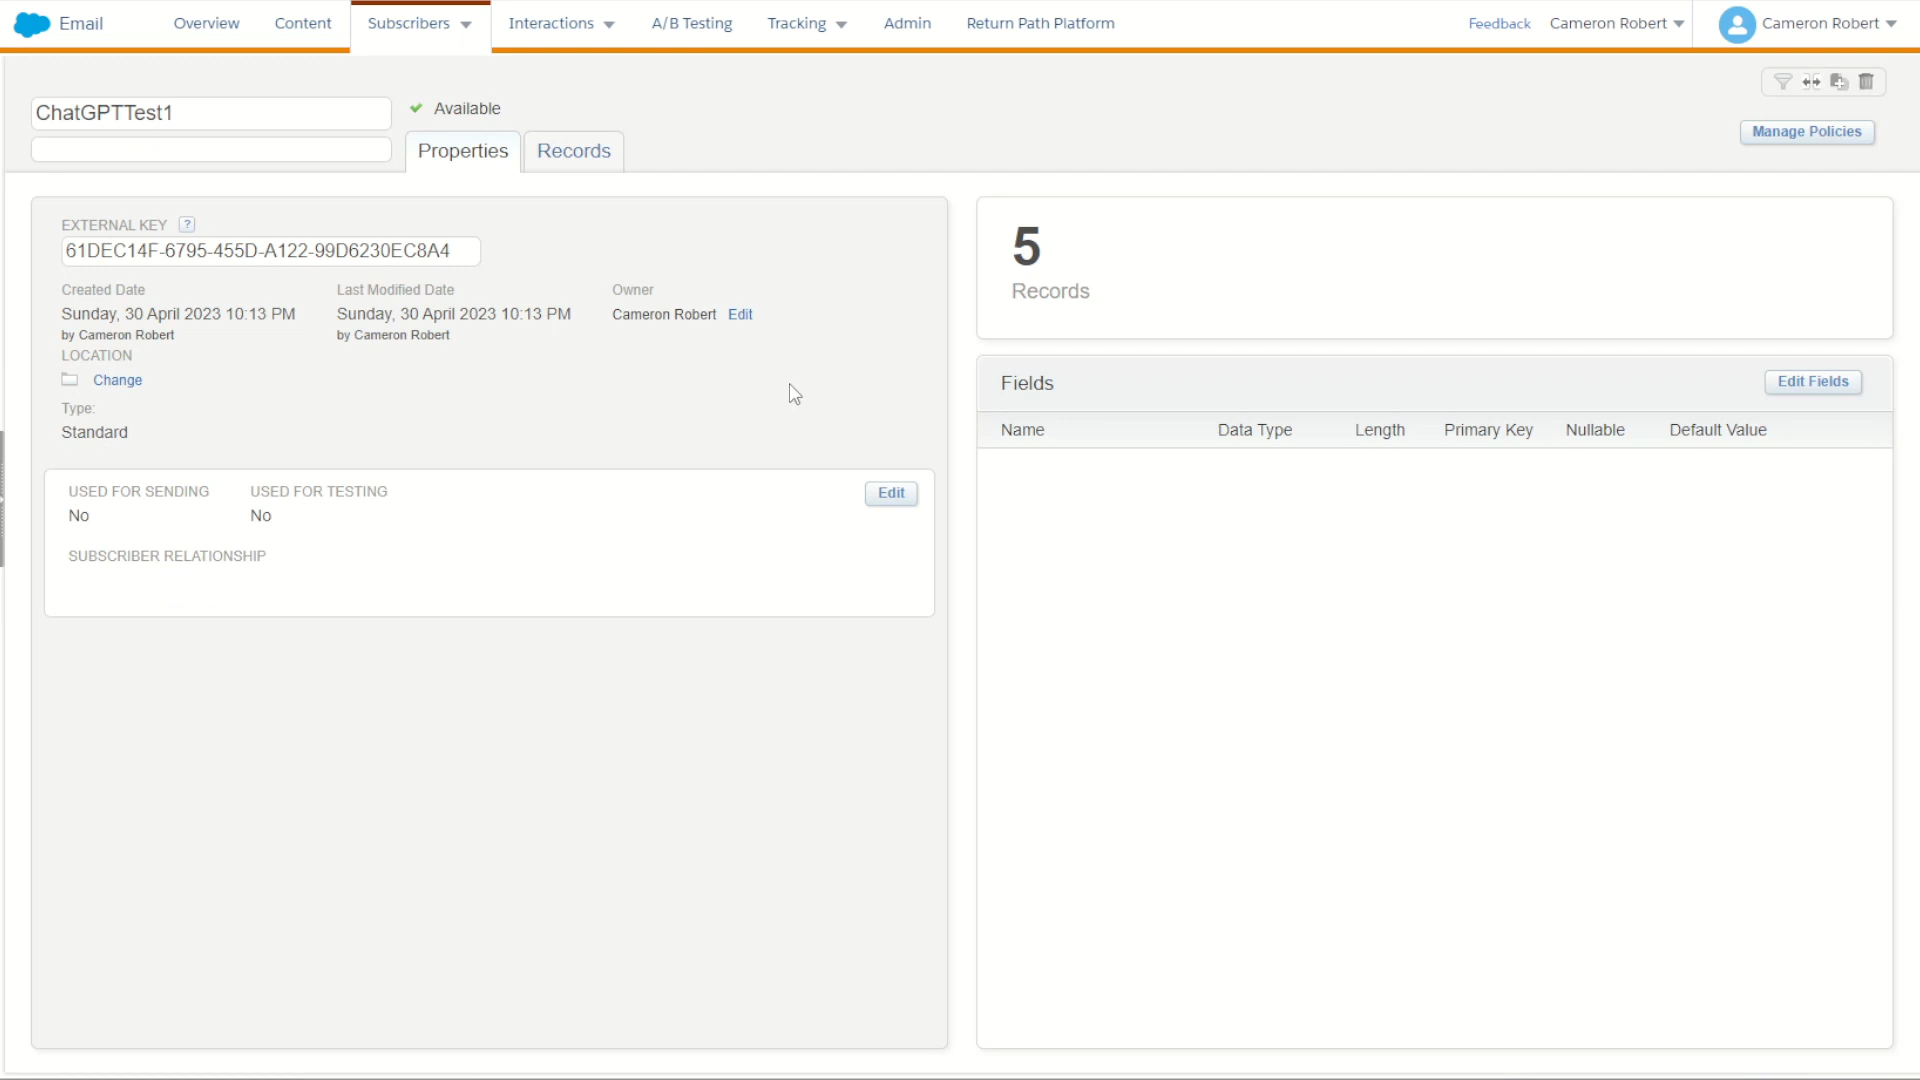 Email Overview Content Subscribers Interactions A/B Testing Tracking Admin Return Path Platform Feedback Cameron Robert Cameron Robert
ChatGPTTest1
Available
Manage Policies
Properties Records
EXTERNAL KEY ?
61DEC14F-6795-455D-A122-99D6230EC8A4
Created Date Last Modified Date Owner
Sunday, 30 April 2023 10:13 PM Sunday, 30 April 2023 10:13 PM Cameron Robert Edit
by Cameron Robert by Cameron Robert
LOCATION
Change
Type:
Standard
USED FOR SENDING USED FOR TESTING Edit
No No
SUBSCRIBER RELATIONSHIP
5
Records
Fields Edit Fields
Name Data Type Length Primary Key Nullable Default Value